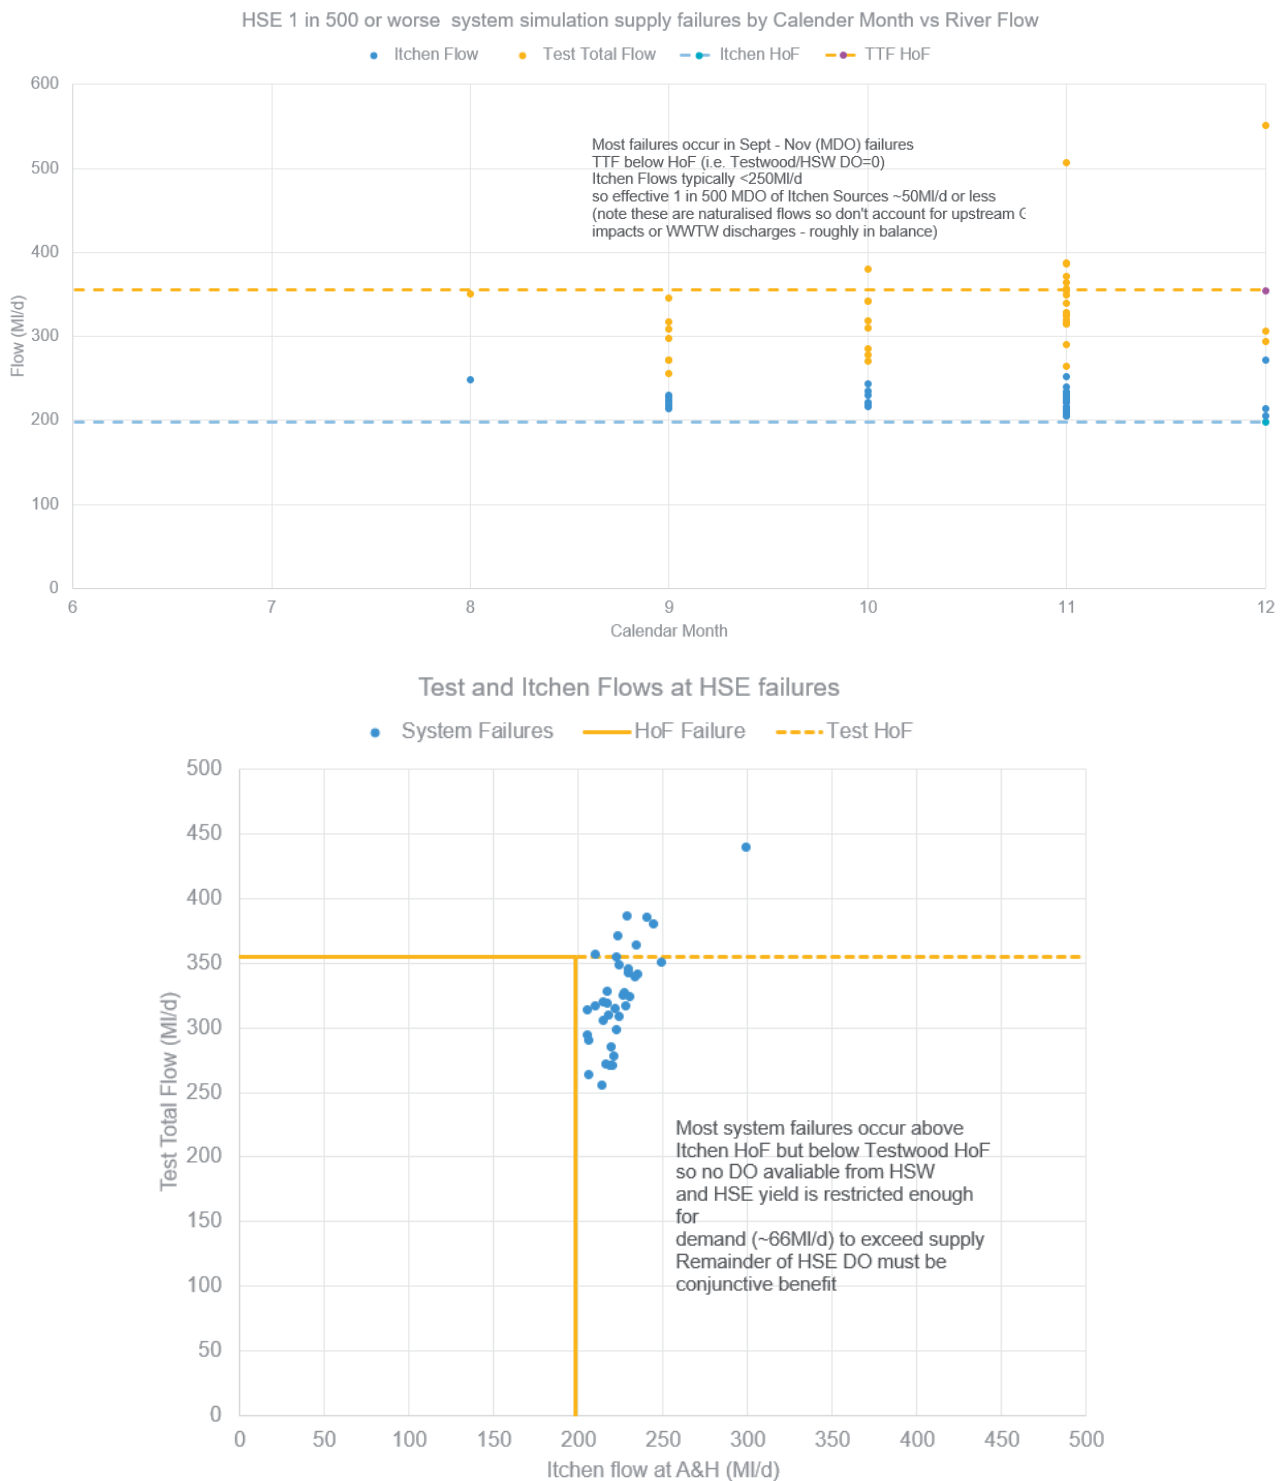 HSE 1 in 500 or worse system simulation supply failures by Calender Month vs River Flow
Itchen Flow Test Total Flow Itchen HoF TTF HoF
600
500
400
300
200
100
0
Flow (Ml/d)
Most failures occur in Sept - Nov (MDO) failures
TTF below HoF (i.e. Testwood/HSW DO=0)
Itchen Flows typically <250Ml/d
so effective 1 in 500 MDO of Itchen Sources ~50Ml/d or less
(note these are naturalised flows so don't account for upstream
impacts or WWTW discharges - roughly in balance)
6 7 8 9 10 11 12
Calendar Month
Test and Itchen Flows at HSE failures
System Failures HoF Failure Test HoF
500
450
400
350
300
250
200
150
100
50
0
Test Total Flow (Ml/d)
Most system failures occur above
Itchen HoF but below Testwood HoF
so no DO avaliable from HSW
and HSE yield is restricted enough
for
demand (~66Ml/d) to exceed supply
Remainder of HSE DO must be
conjunctive benefit
0 50 100 150 200 250 300 350 400 450 500
Itchen flow at A&H (Ml/d)